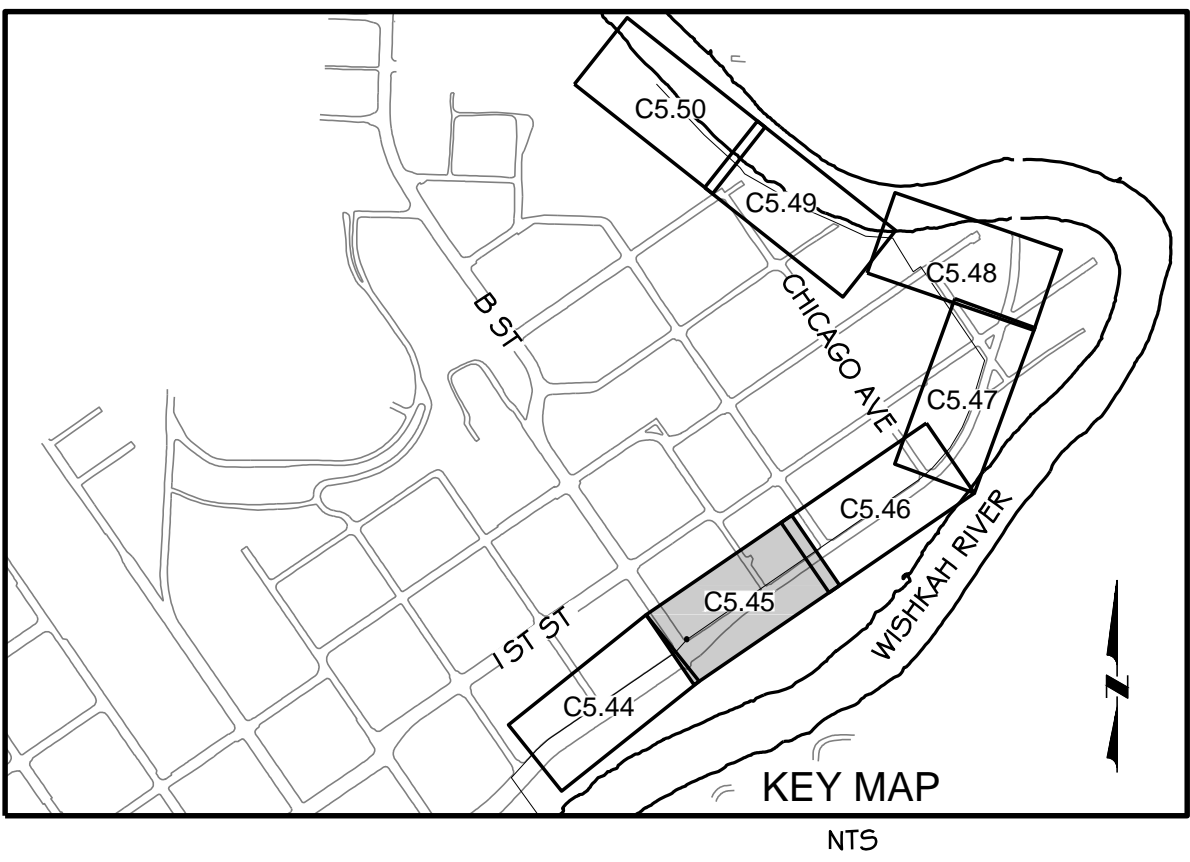 C5.50
C5.49
C5.48
B ST
CHICAGO AVE
C5.47
C5.46
WISHKAH RIVER
C5.45
1ST ST
C5.44
N
KEY MAP
NTS